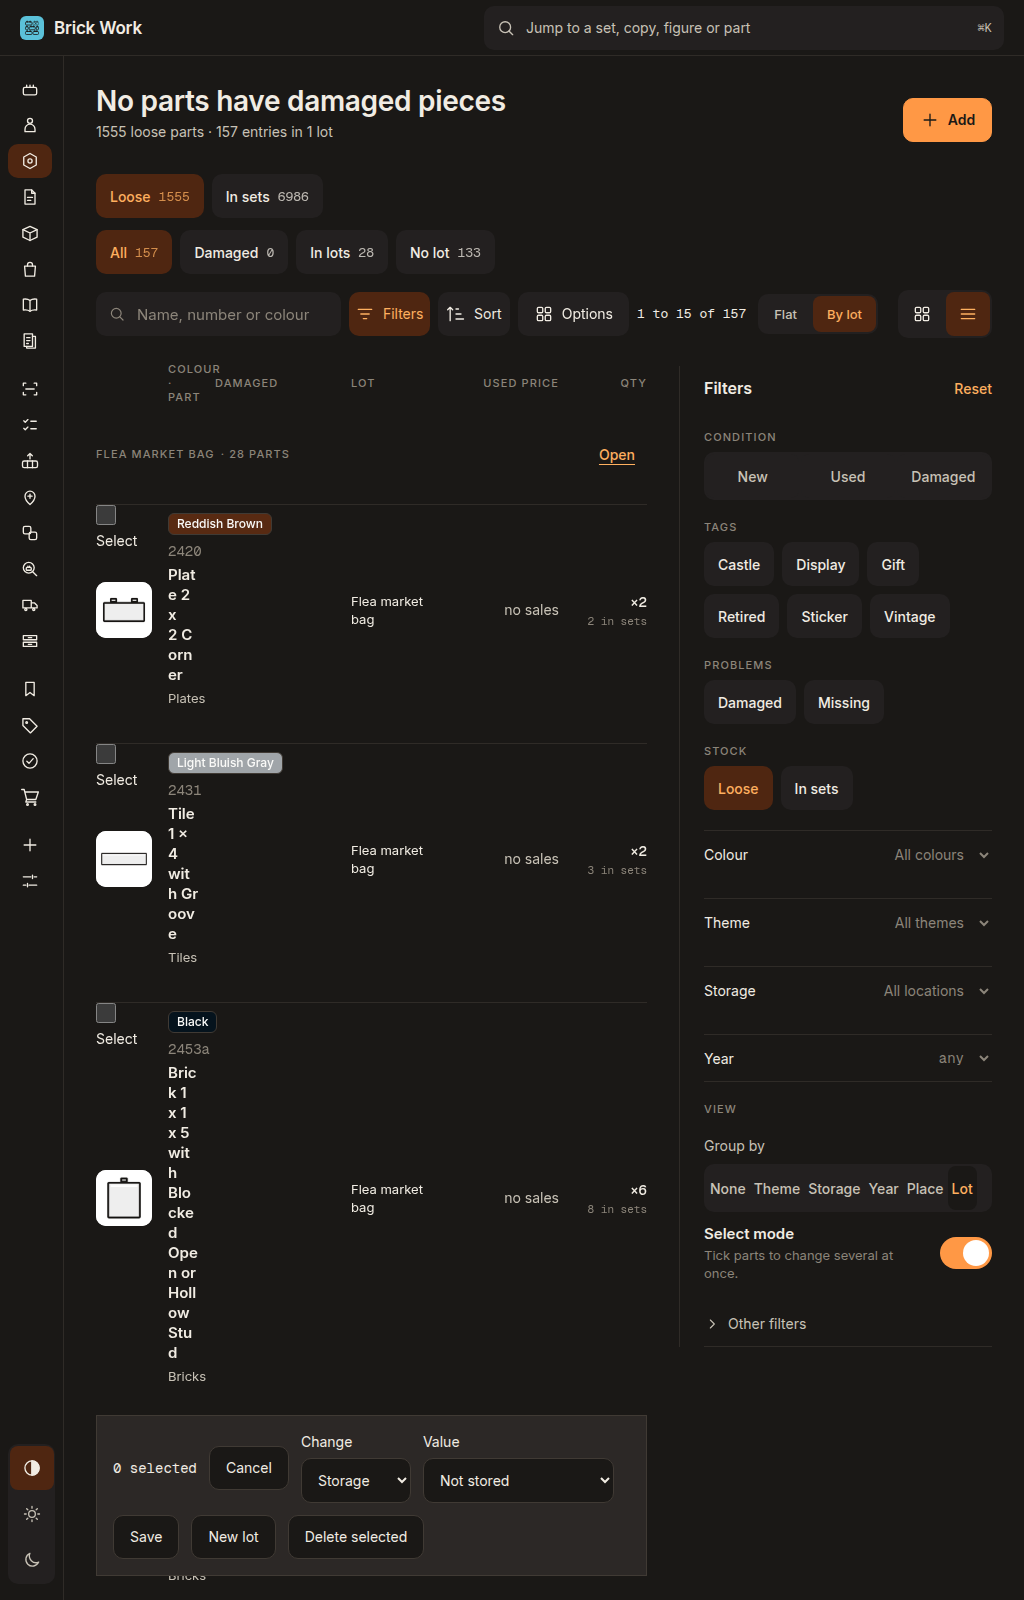 Brick Work
Jump to a set, copy, figure or part
⌘K
No parts have damaged pieces
1555 loose parts · 157 entries in 1 lot
Add
Loose 1555
In sets 6986
All 157
Damaged 0
In lots 28
No lot 133
Name, number or colour
Filters
Sort
Options
1 to 15 of 157
Flat
By lot
COLOUR
·
PART
DAMAGED
LOT
USED PRICE
QTY
FLEA MARKET BAG · 28 PARTS
Open
Select
Reddish Brown
2420
Plat
e 2
x
2 C
orn
er
Plates
Flea market
bag
no sales
×2
2 in sets
Select
Light Bluish Gray
2431
Tile
1 ×
4
wit
h Gr
oov
e
Tiles
Flea market
bag
no sales
×2
3 in sets
Select
Black
2453a
Bric
k 1
x 1
x 5
wit
h
Blo
cke
d
Ope
n or
Holl
ow
Stu
d
Bricks
Flea market
bag
no sales
×6
8 in sets
0 selected
Cancel
Change
Storage
Value
Not stored
Save
New lot
Delete selected
Bricks
Filters
Reset
CONDITION
New
Used
Damaged
TAGS
Castle
Display
Gift
Retired
Sticker
Vintage
PROBLEMS
Damaged
Missing
STOCK
Loose
In sets
Colour
All colours
Theme
All themes
Storage
All locations
Year
any
VIEW
Group by
None
Theme
Storage
Year
Place
Lot
Select mode
Tick parts to change several at
once.
Other filters